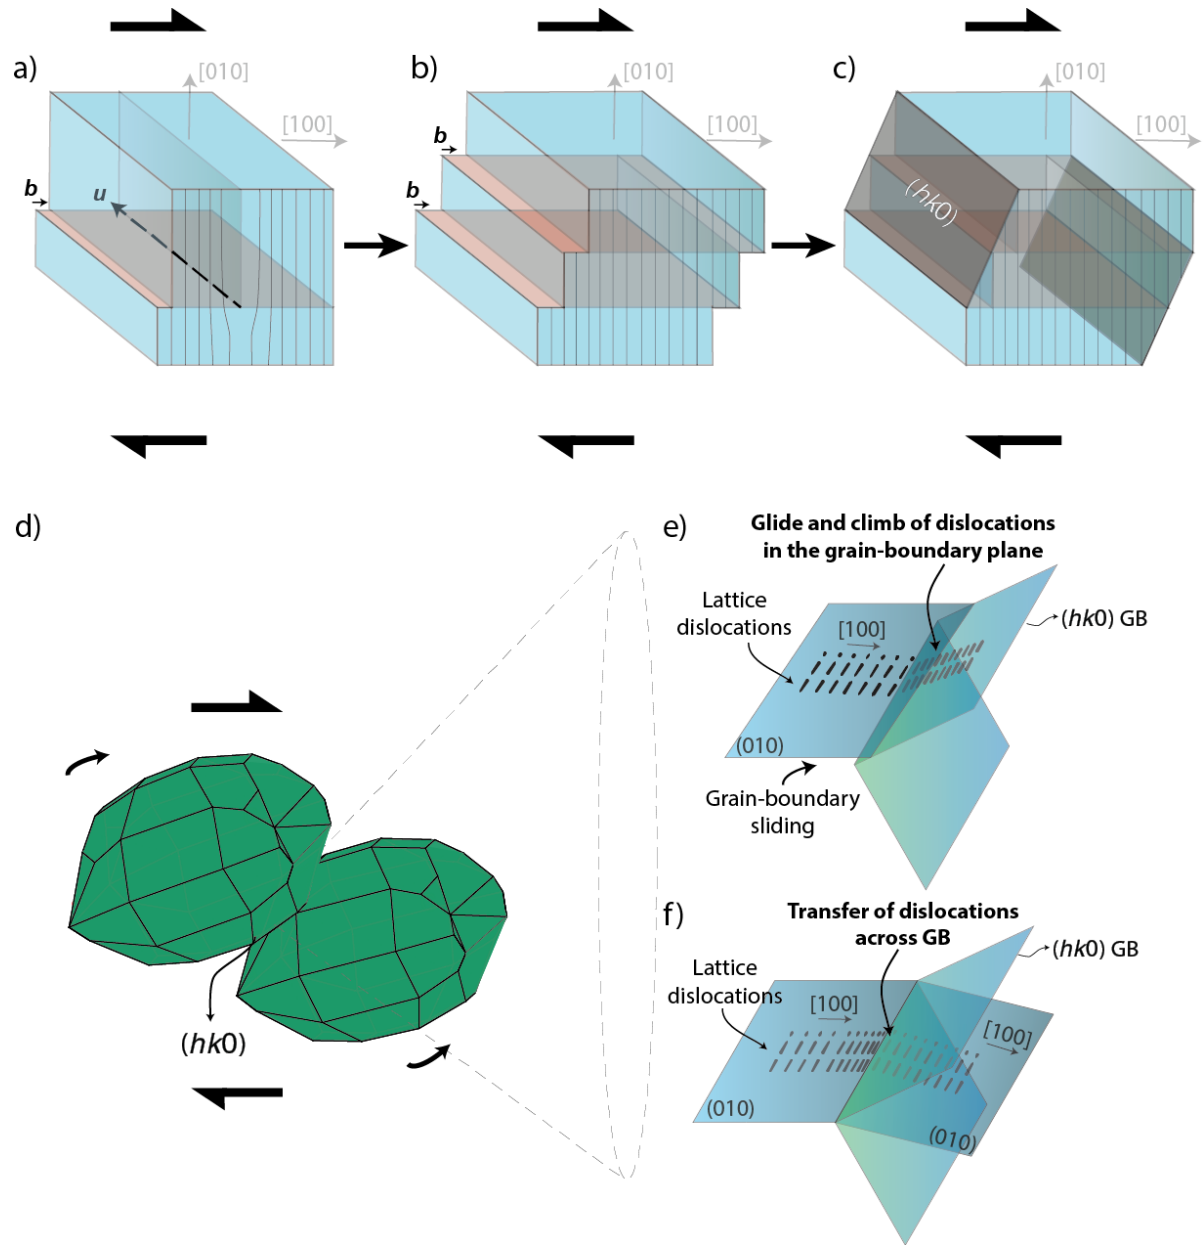 a)
[010]
[100]
b
u
b)
[010]
[100]
b
b
c)
[010]
[100]
(hk0)
d)
(hk0)
e)
Glide and climb of dislocations
in the grain-boundary plane
Lattice
dislocations
[100]
(hk0) GB
(010)
Grain-boundary
sliding
f)
Transfer of dislocations
across GB
(hk0) GB
Lattice
dislocations
[100]
[100]
(010)
(010)